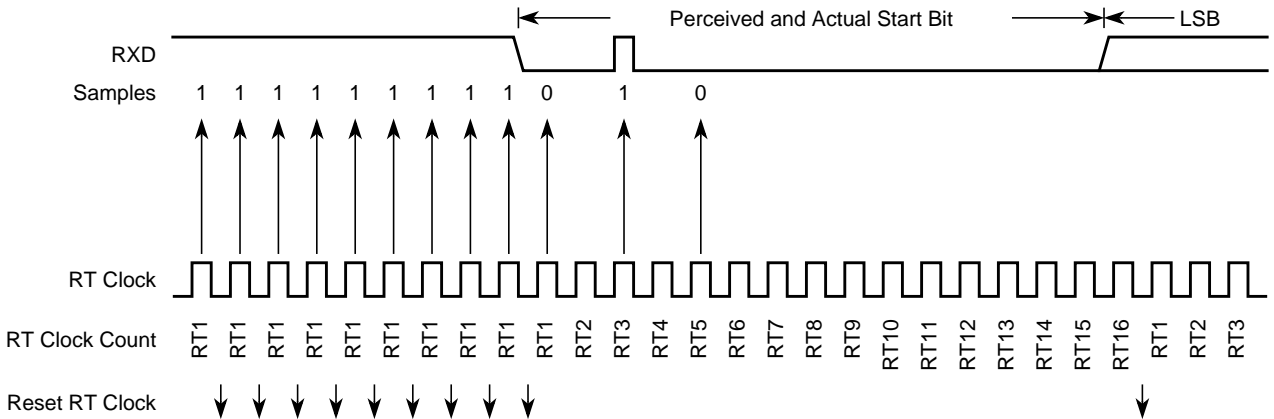 Perceived and Actual Start Bit LSB
RXD
Samples 1 1 1 1 1 1 1 1 1 0 1 0
RT Clock
RT Clock Count RT1 RT1 RT1 RT1 RT1 RT1 RT1 RT1 RT1 RT1 RT2 RT3 RT4 RT5 RT6 RT7 RT8 RT9 RT10 RT11 RT12 RT13 RT14 RT15 RT16 RT1 RT2 RT3
Reset RT Clock